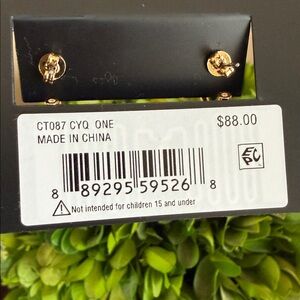 CT087 CYQ ONE
$88.00
MADE IN CHINA
EPC
8 89295 59526 8
Not intended for children 15 and under